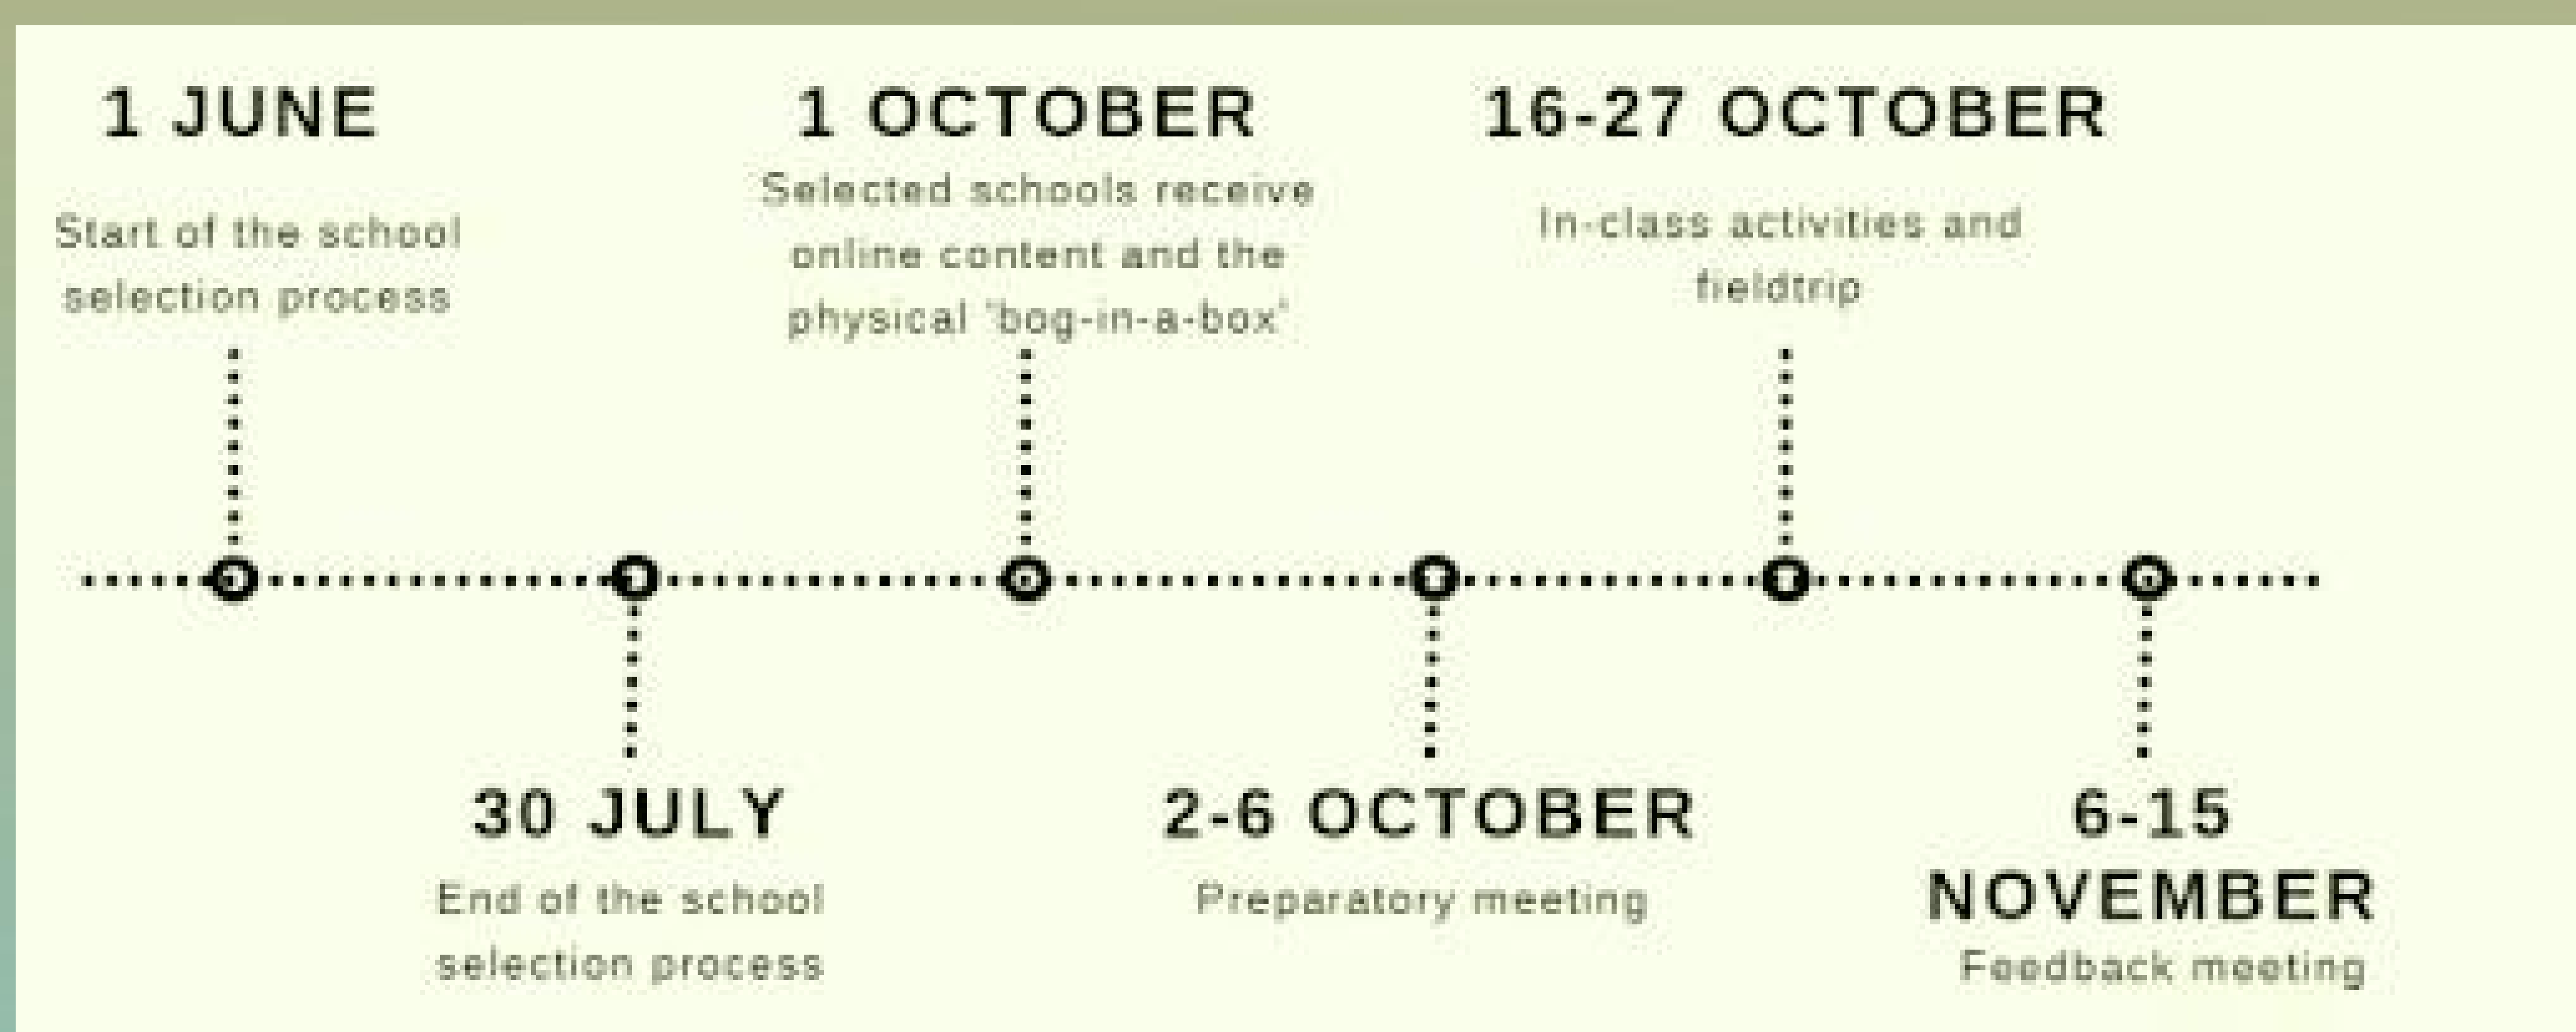 1 JUNE
Start of the school
selection process
1 OCTOBER
Selected schools receive
online content and the
physical 'bog-in-a-box'
16-27 OCTOBER
In-class activities and
fieldtrip
30 JULY
End of the school
selection process
2-6 OCTOBER
Preparatory meeting
6-15
NOVEMBER
Feedback meeting